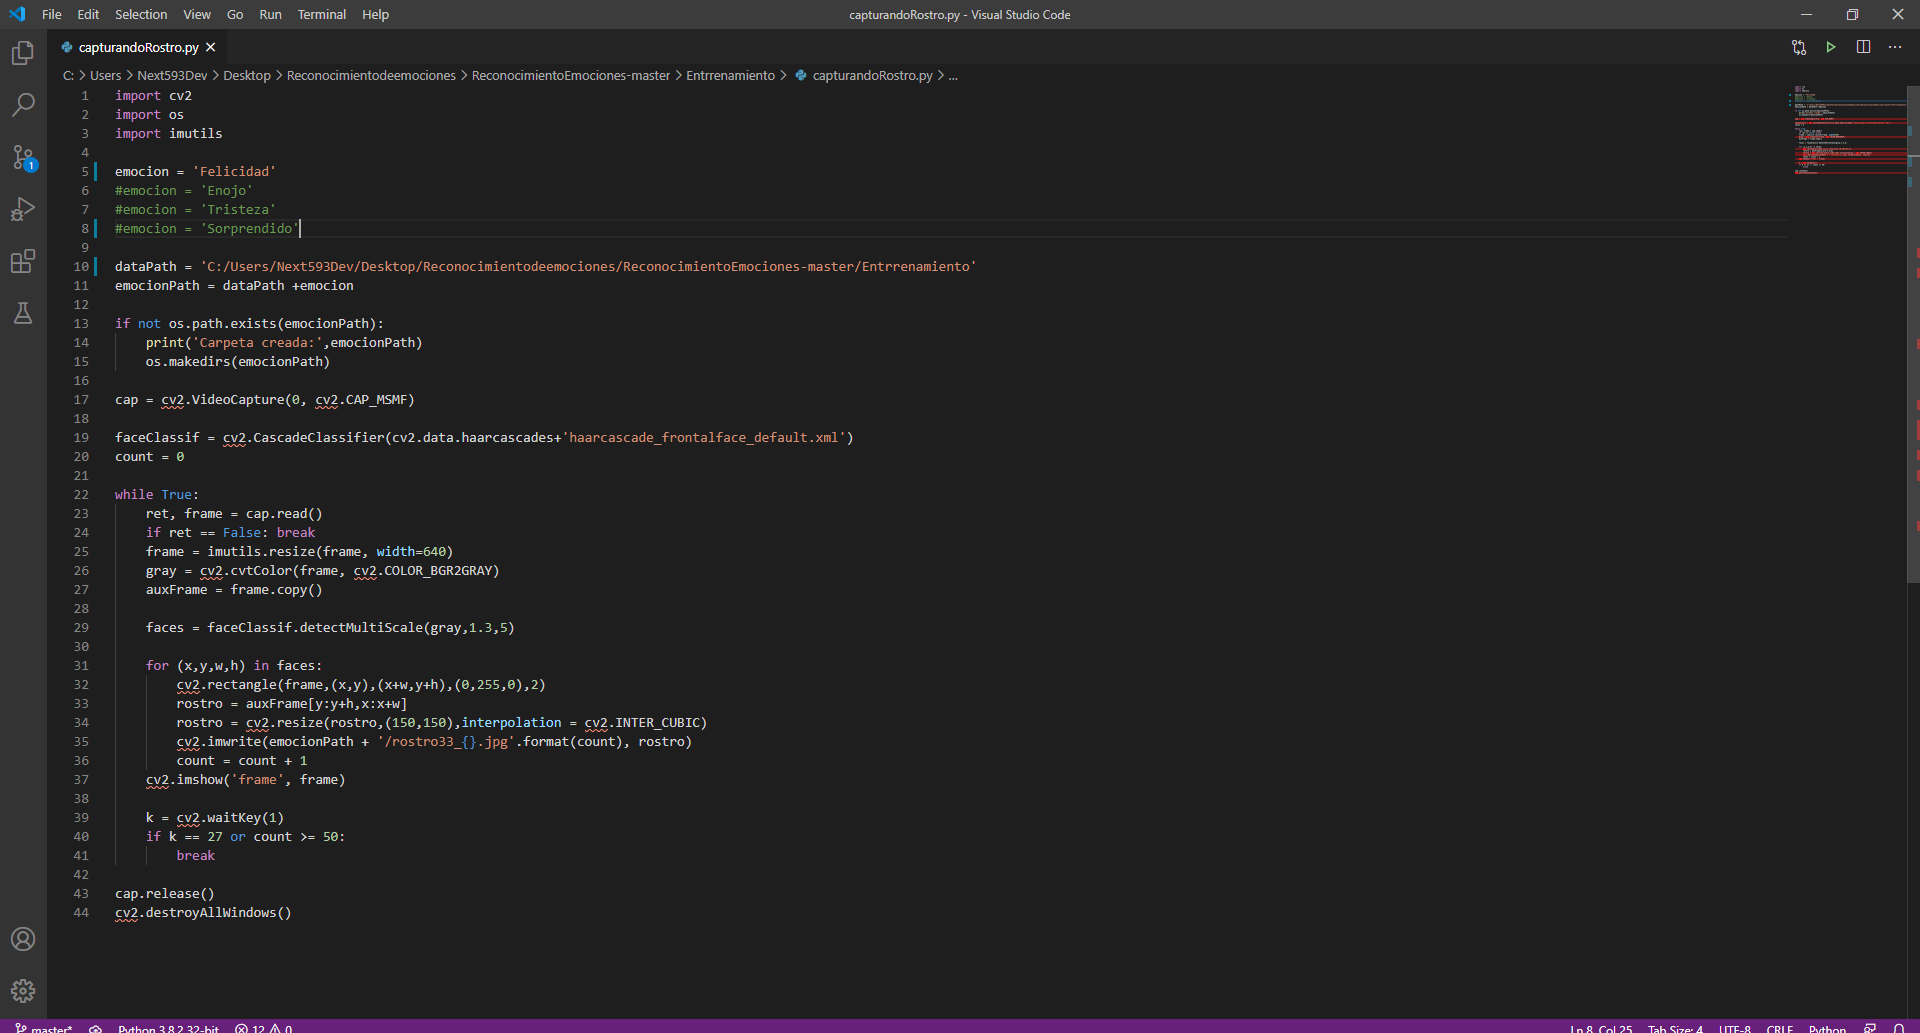 File Edit Selection View Go Run Terminal Help
capturandoRostro.py - Visual Studio Code
capturandoRostro.py
C: > Users > Next593Dev > Desktop > Reconocimientodeemociones > ReconocimientoEmociones-master > Entrrenamiento > capturandoRostro.py > ...
1 import cv2
2 import os
3 import imutils
4
5 emocion = 'Felicidad'
6 #emocion = 'Enojo'
7 #emocion = 'Tristeza'
8 #emocion = 'Sorprendido'
9
10 dataPath = 'C:/Users/Next593Dev/Desktop/Reconocimientodeemociones/ReconocimientoEmociones-master/Entrrenamiento'
11 emocionPath = dataPath +emocion
12
13 if not os.path.exists(emocionPath):
14     print('Carpeta creada:',emocionPath)
15     os.makedirs(emocionPath)
16
17 cap = cv2.VideoCapture(0, cv2.CAP_MSMF)
18
19 faceClassif = cv2.CascadeClassifier(cv2.data.haarcascades+'haarcascade_frontalface_default.xml')
20 count = 0
21
22 while True:
23     ret, frame = cap.read()
24     if ret == False: break
25     frame = imutils.resize(frame, width=640)
26     gray = cv2.cvtColor(frame, cv2.COLOR_BGR2GRAY)
27     auxFrame = frame.copy()
28
29     faces = faceClassif.detectMultiScale(gray,1.3,5)
30
31     for (x,y,w,h) in faces:
32         cv2.rectangle(frame,(x,y),(x+w,y+h),(0,255,0),2)
33         rostro = auxFrame[y:y+h,x:x+w]
34         rostro = cv2.resize(rostro,(150,150),interpolation = cv2.INTER_CUBIC)
35         cv2.imwrite(emocionPath + '/rostro33_{}.jpg'.format(count), rostro)
36         count = count + 1
37     cv2.imshow('frame', frame)
38
39     k = cv2.waitKey(1)
40     if k == 27 or count >= 50:
41         break
42
43 cap.release()
44 cv2.destroyAllWindows()
1
master* Python 3.8.2 32-bit 12 0 Ln 8, Col 25 Tab Size: 4 UTF-8 CRLF Python